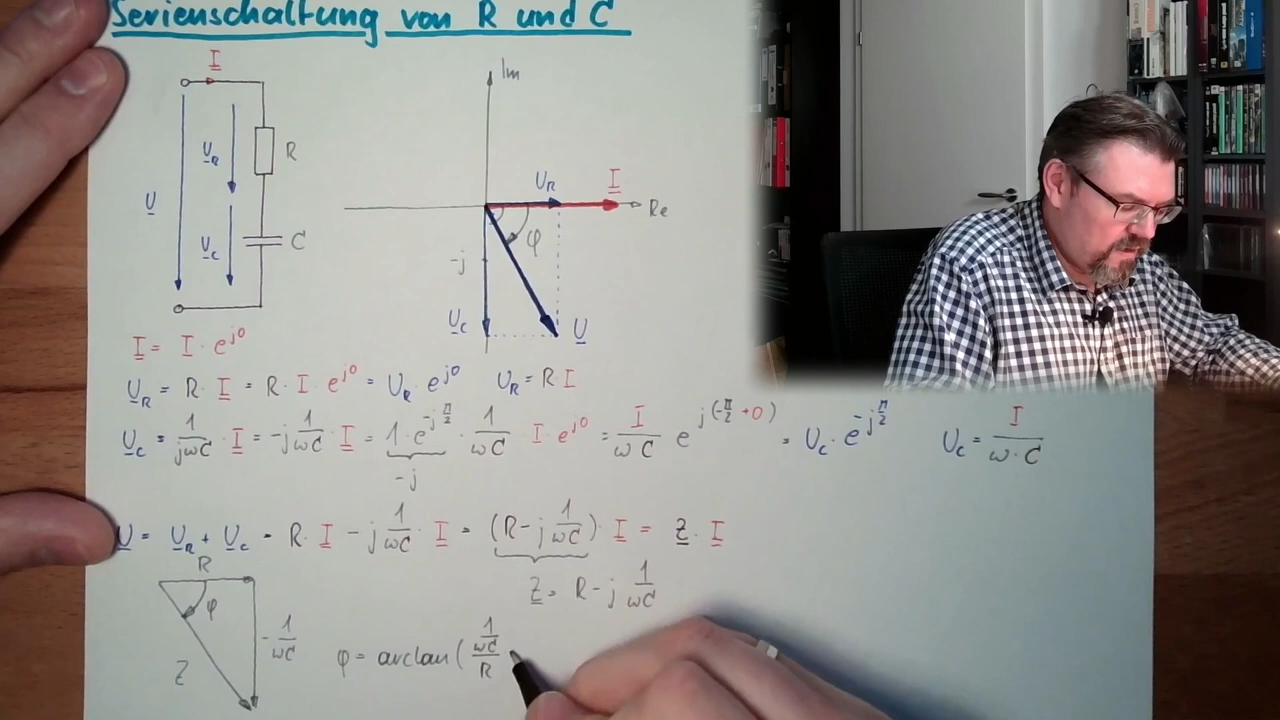 Serienschaltung von R und C
I
U
U_R
R
U_C
C
Im
U_R I
Re
φ
-j
U_C U
I = I · e^{j0}
U_R = R · I = R · I · e^{j0} = U_R · e^{j0} U_R = R I
U_C = 1/(jωC) · I = -j 1/(ωC) · I = 1 · e^{-jπ/2} · 1/(ωC) · I e^{j0} = I/(ωC) e^{j(-π/2 + 0)} = U_C · e^{-jπ/2} U_C = I/(ω · C)
-j
U = U_R + U_C = R · I - j 1/(ωC) · I = (R - j 1/(ωC)) · I = Z · I
R
φ
Z
-1/(ωC)
Z = R - j 1/(ωC)
φ = arctan ( (1/(ωC))/R